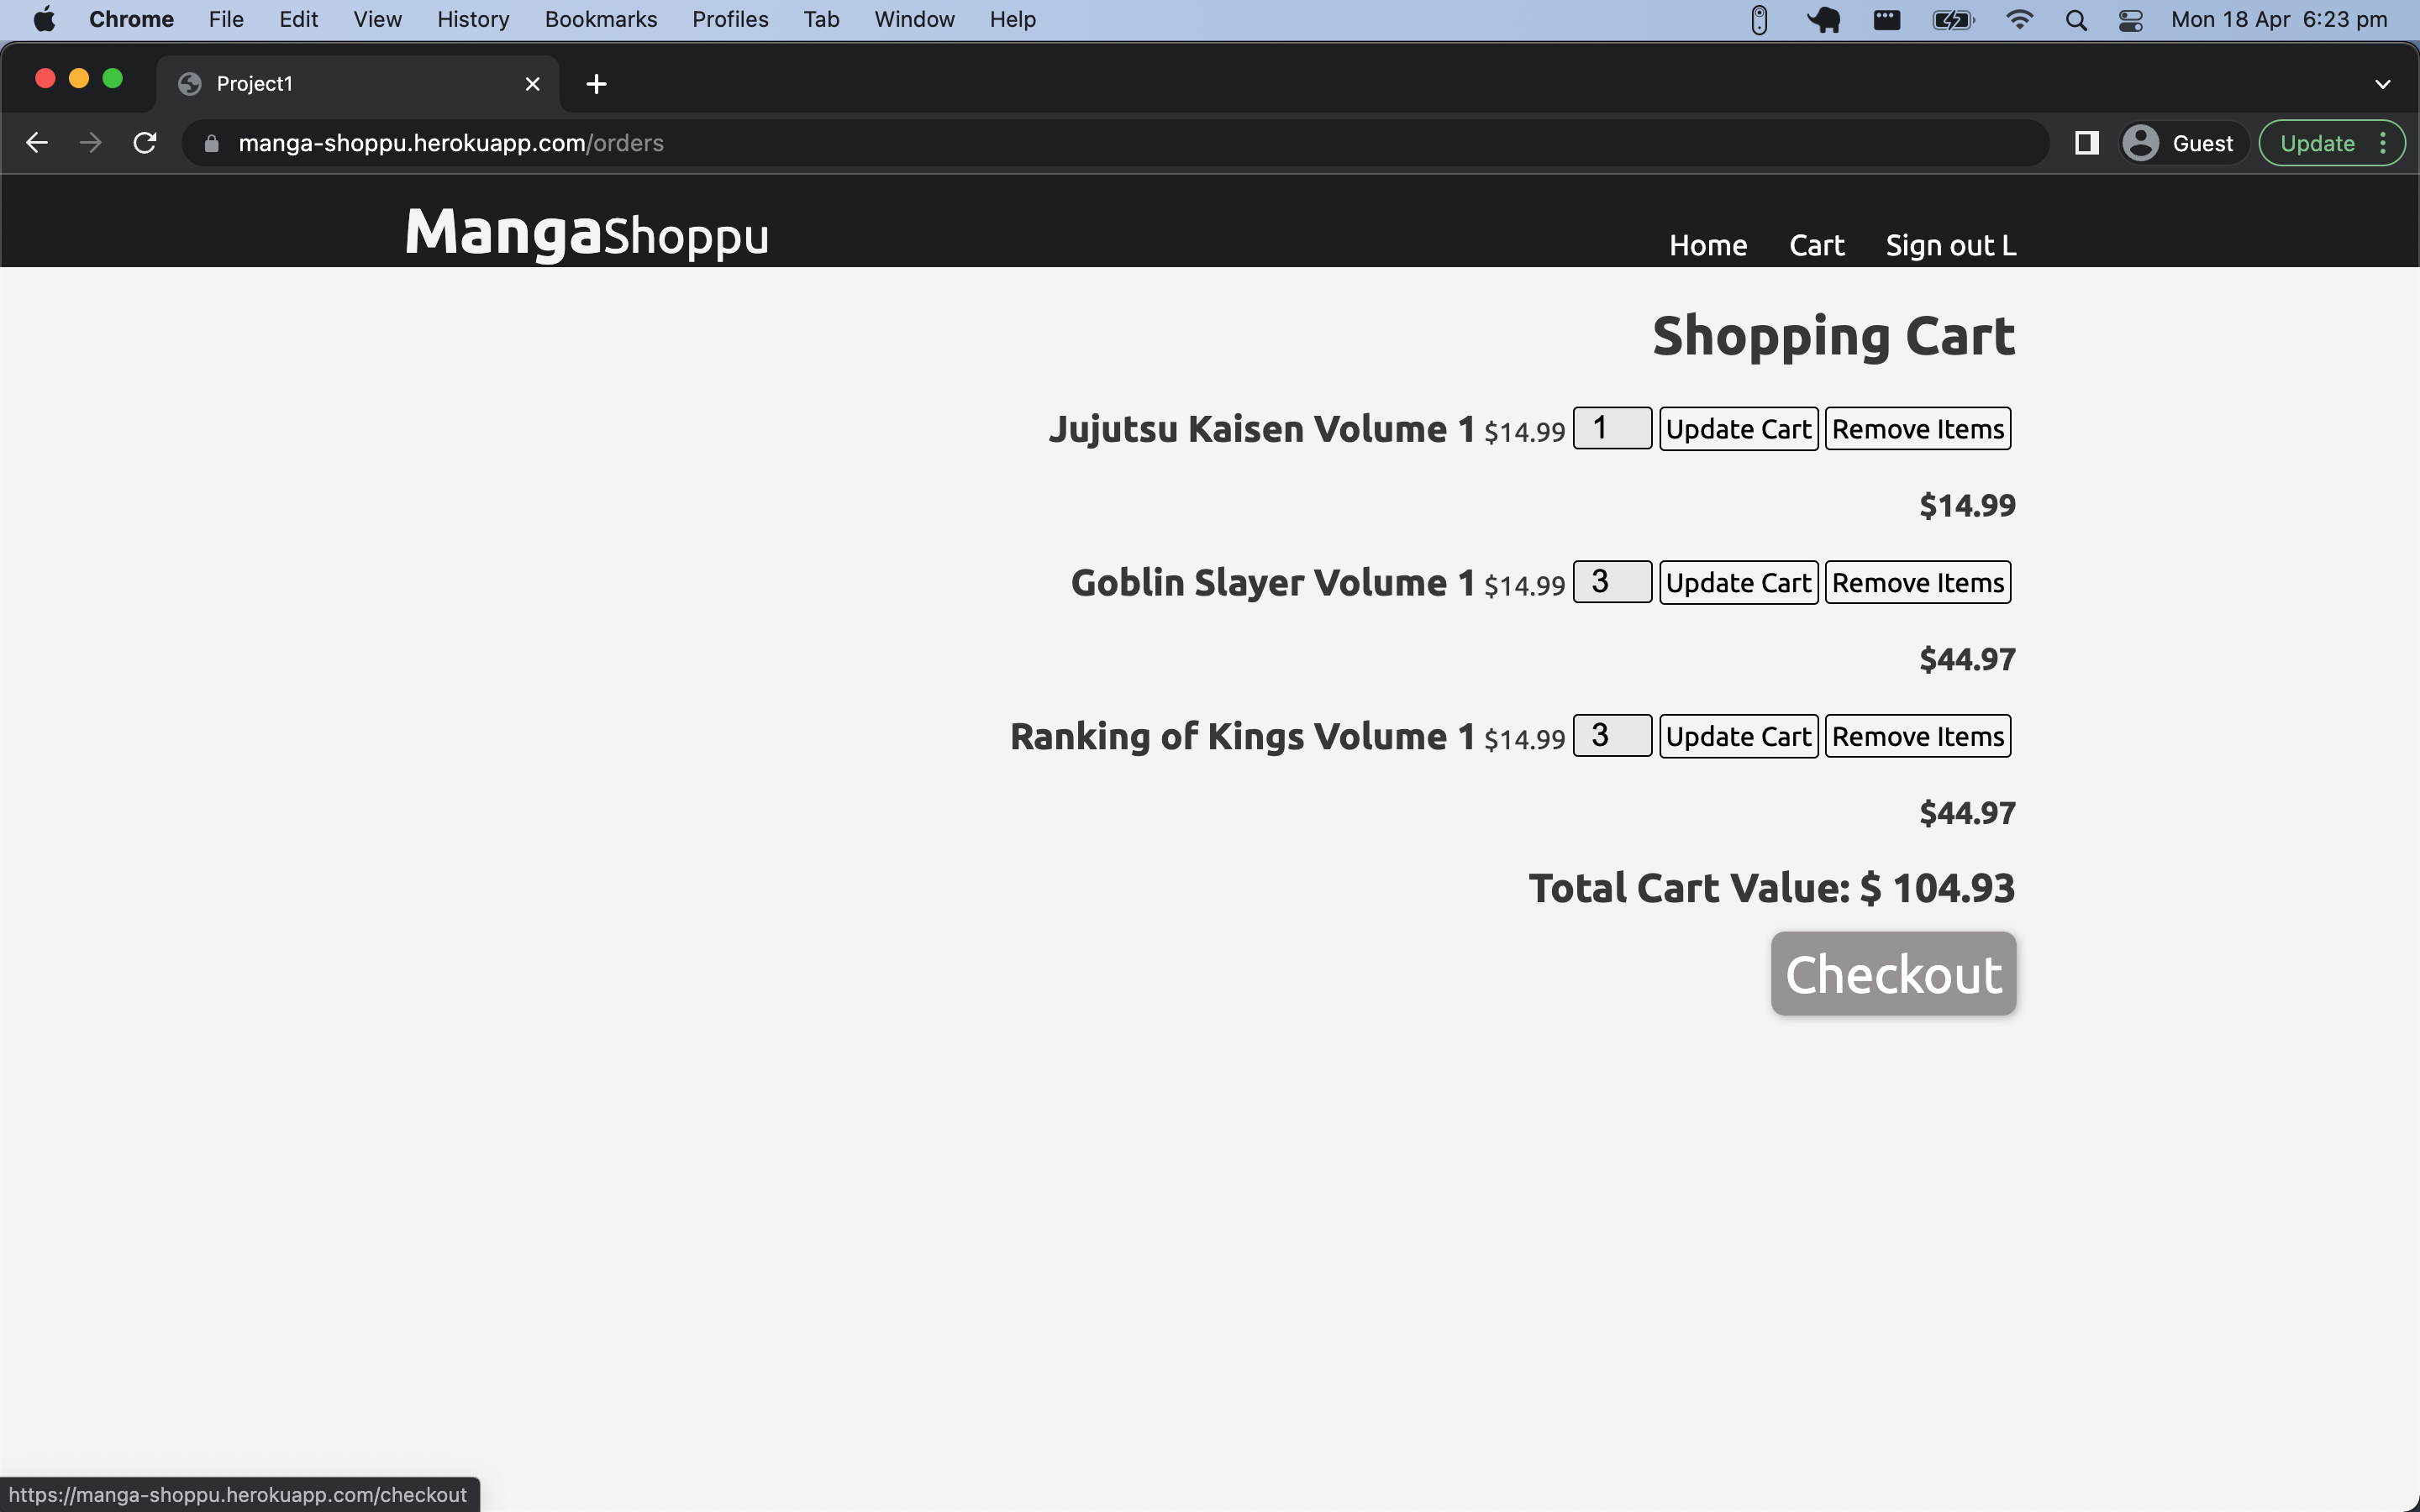 Chrome File Edit View History Bookmarks Profiles Tab Window Help Mon 18 Apr 6:23 pm
Project1
manga-shoppu.herokuapp.com/orders Guest Update
MangaShoppu Home Cart Sign out L
Shopping Cart
Jujutsu Kaisen Volume 1 $14.99 1 Update Cart Remove Items
$14.99
Goblin Slayer Volume 1 $14.99 3 Update Cart Remove Items
$44.97
Ranking of Kings Volume 1 $14.99 3 Update Cart Remove Items
$44.97
Total Cart Value: $ 104.93
Checkout
https://manga-shoppu.herokuapp.com/checkout